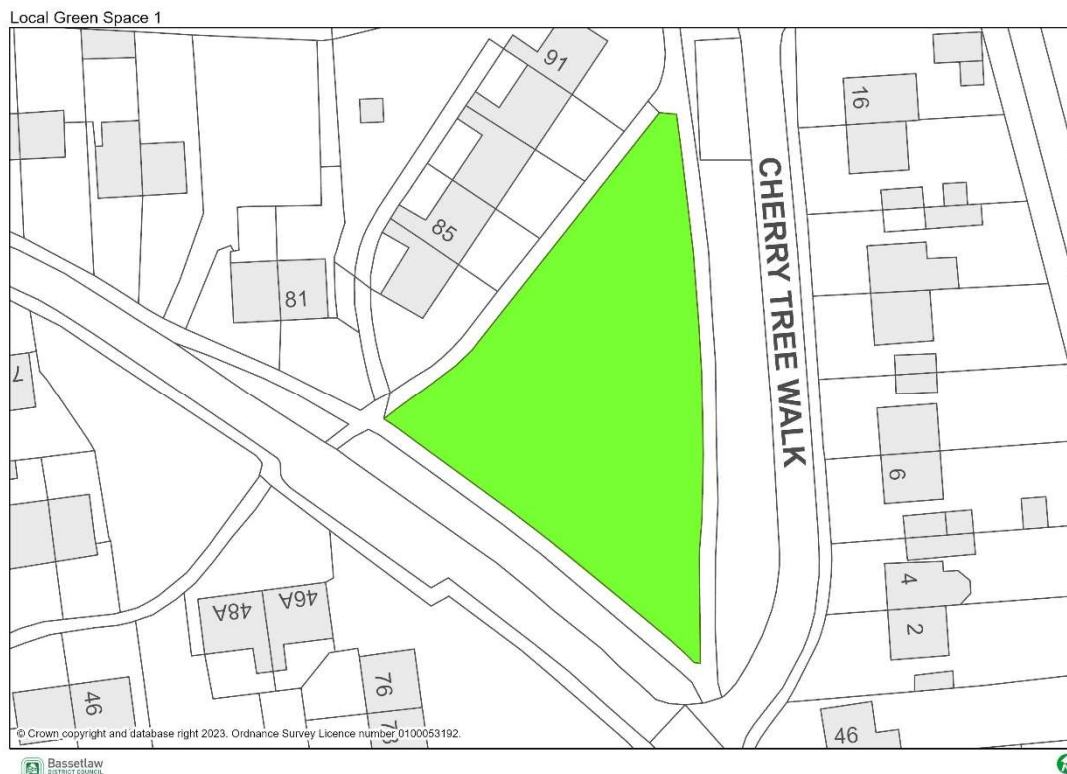 Local Green Space 1
91
16
CHERRY TREE WALK
85
81
7
6
4
48A
46A
2
46
76
78
46
© Crown copyright and database right 2023. Ordnance Survey Licence number 0100053192.
Bassetlaw
DISTRICT COUNCIL